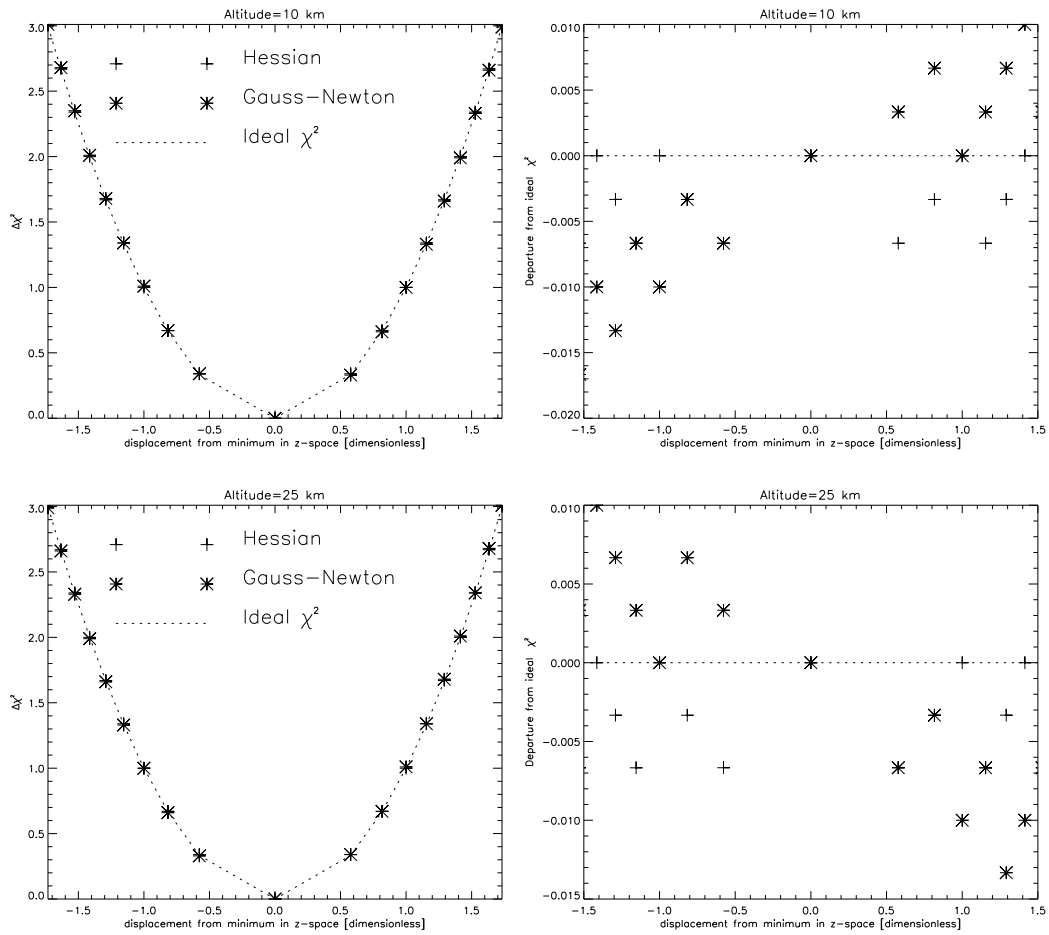 Altitude=10 km
3.0
2.5
2.0
1.5
1.0
0.5
0.0
Δχ²
Hessian
Gauss−Newton
Ideal χ²
−1.5 −1.0 −0.5 0.0 0.5 1.0 1.5
displacement from minimum in z−space [dimensionless]
Altitude=10 km
0.010
0.005
0.000
−0.005
−0.010
−0.015
−0.020
Departure from ideal χ²
−1.5 −1.0 −0.5 0.0 0.5 1.0 1.5
displacement from minimum in z−space [dimensionless]
Altitude=25 km
3.0
2.5
2.0
1.5
1.0
0.5
0.0
Δχ²
Hessian
Gauss−Newton
Ideal χ²
−1.5 −1.0 −0.5 0.0 0.5 1.0 1.5
displacement from minimum in z−space [dimensionless]
Altitude=25 km
0.010
0.005
0.000
−0.005
−0.010
−0.015
Departure from ideal χ²
−1.5 −1.0 −0.5 0.0 0.5 1.0 1.5
displacement from minimum in z−space [dimensionless]